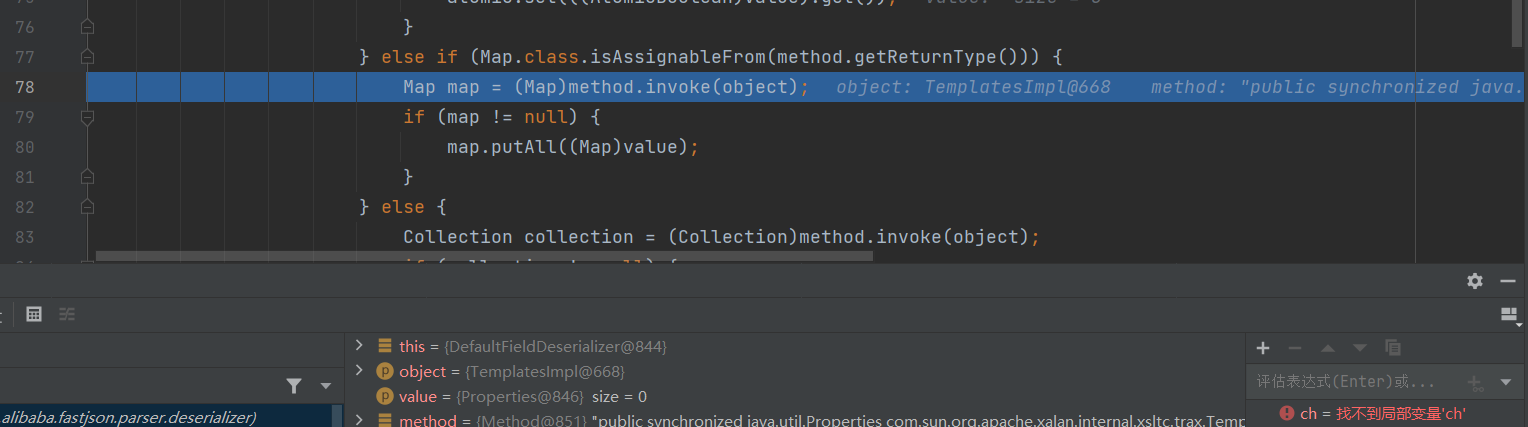 76 }
77 } else if (Map.class.isAssignableFrom(method.getReturnType())) {
78 Map map = (Map)method.invoke(object); object: TemplatesImpl@668 method: "public synchronized java.
79 if (map != null) {
80 map.putAll((Map)value);
81 }
82 } else {
83 Collection collection = (Collection)method.invoke(object);
this = {DefaultFieldDeserializer@844}
object = {TemplatesImpl@668}
value = {Properties@846} size = 0
method = {Method@851} "public synchronized java.util.Properties com.sun.org.apache.xalan.internal.xsltc.trax.Temp
alibaba.fastjson.parser.deserializer)
评估表达式(Enter)或...
ch = 找不到局部变量'ch'